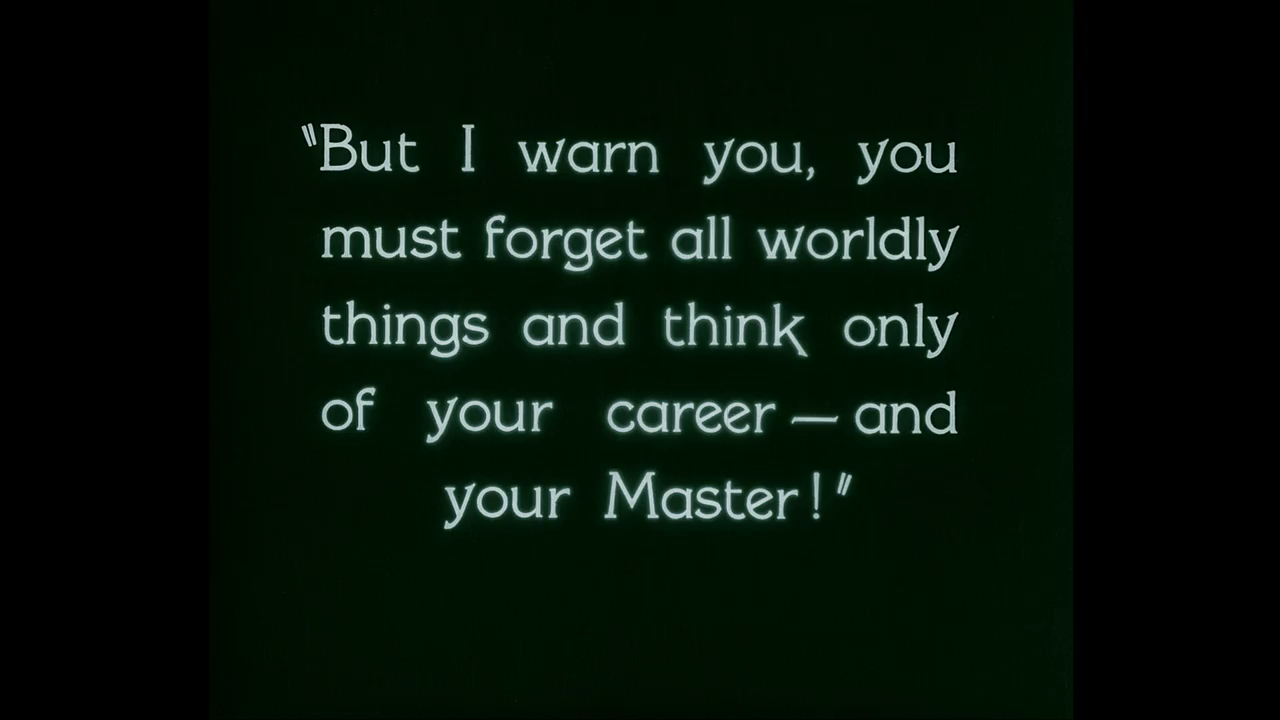 "But I warn you, you
must forget all worldly
things and think only
of your career — and
your Master!"